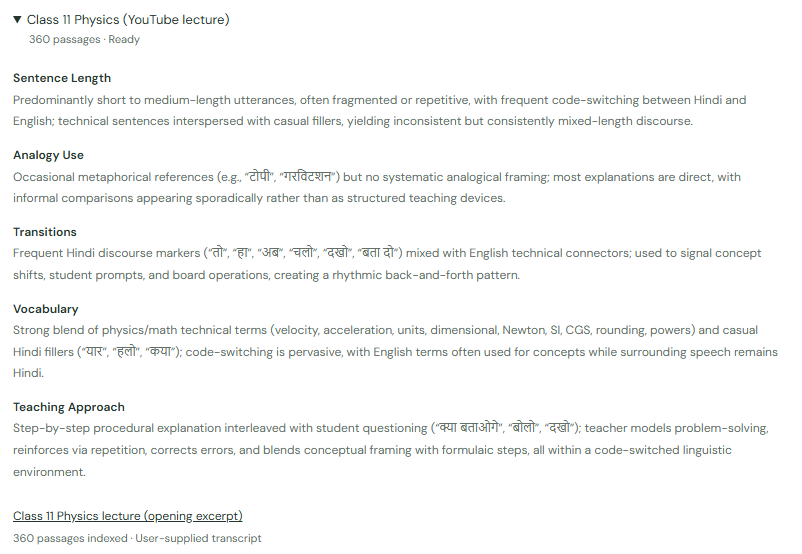 ▼ Class 11 Physics (YouTube lecture)
360 passages · Ready
Sentence Length
Predominantly short to medium-length utterances, often fragmented or repetitive, with frequent code-switching between Hindi and
English; technical sentences interspersed with casual fillers, yielding inconsistent but consistently mixed-length discourse.
Analogy Use
Occasional metaphorical references (e.g., “टोपी”, “गरविटशन”) but no systematic analogical framing; most explanations are direct, with
informal comparisons appearing sporadically rather than as structured teaching devices.
Transitions
Frequent Hindi discourse markers (“तो”, “हा”, “अब”, “चलो”, “दखो”, “बता दो”) mixed with English technical connectors; used to signal concept
shifts, student prompts, and board operations, creating a rhythmic back-and-forth pattern.
Vocabulary
Strong blend of physics/math technical terms (velocity, acceleration, units, dimensional, Newton, SI, CGS, rounding, powers) and casual
Hindi fillers (“यार”, “हलो”, “कया”); code-switching is pervasive, with English terms often used for concepts while surrounding speech remains
Hindi.
Teaching Approach
Step-by-step procedural explanation interleaved with student questioning (“क्या बताओगे”, “बोलो”, “दखो”); teacher models problem-solving,
reinforces via repetition, corrects errors, and blends conceptual framing with formulaic steps, all within a code-switched linguistic
environment.
Class 11 Physics lecture (opening excerpt)
360 passages indexed · User-supplied transcript